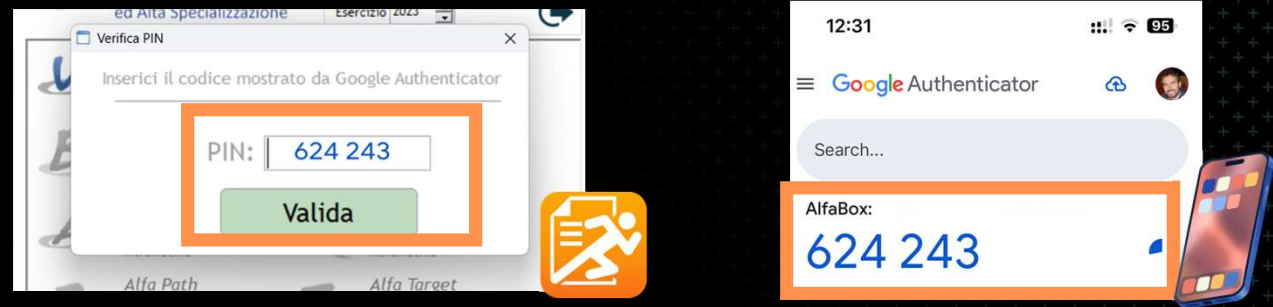 ed Alta Specializzazione
Esercizio 2023
Verifica PIN
Inserici il codice mostrato da Google Authenticator
PIN: 624 243
Valida
Alfa Path
Alfa Target
12:31
95
Google Authenticator
Search...
AlfaBox:
624 243